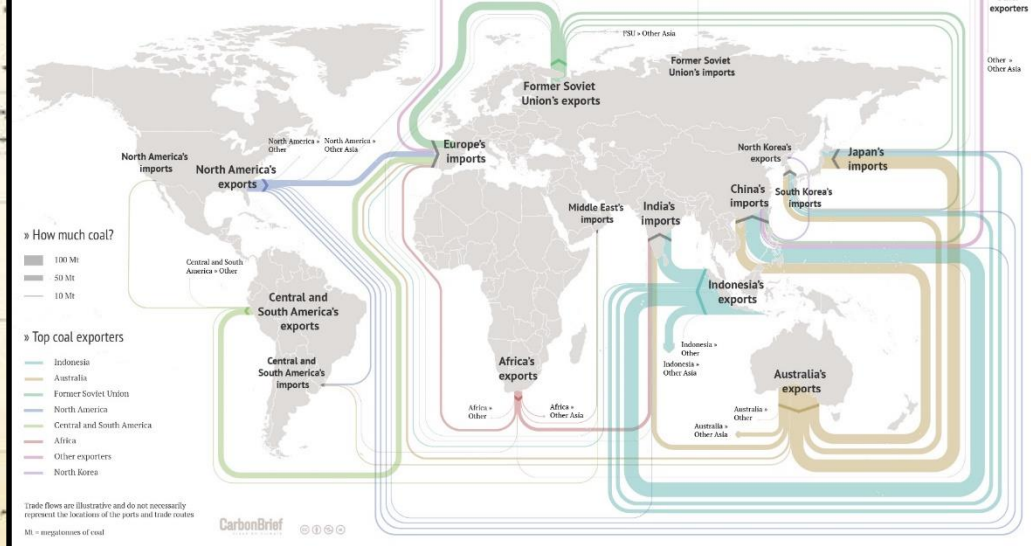 exporters
FSU » Other Asia
Former Soviet
Union's imports
Other »
Other Asia
Former Soviet
Union's exports
North America »
Other
North America »
Other Asia
Europe's
imports
North Korea's
exports
Japan's
imports
North America's
imports
North America's
exports
China's
imports
South Korea's
imports
Middle East's
imports
India's
imports
» How much coal?
100 Mt
50 Mt
10 Mt
Central and South
America » Other
Indonesia's
exports
Central and
South America's
exports
» Top coal exporters
Indonesia
Australia
Former Soviet Union
North America
Central and South America
Africa
Other exporters
North Korea
Central and
South America's
imports
Africa's
exports
Indonesia »
Other
Indonesia »
Other Asia
Australia's
exports
Africa »
Other
Africa »
Other Asia
Australia »
Other
Australia »
Other Asia
Trade flows are illustrative and do not necessarily
represent the locations of the ports and trade routes
Mt = megatonnes of coal
CarbonBrief